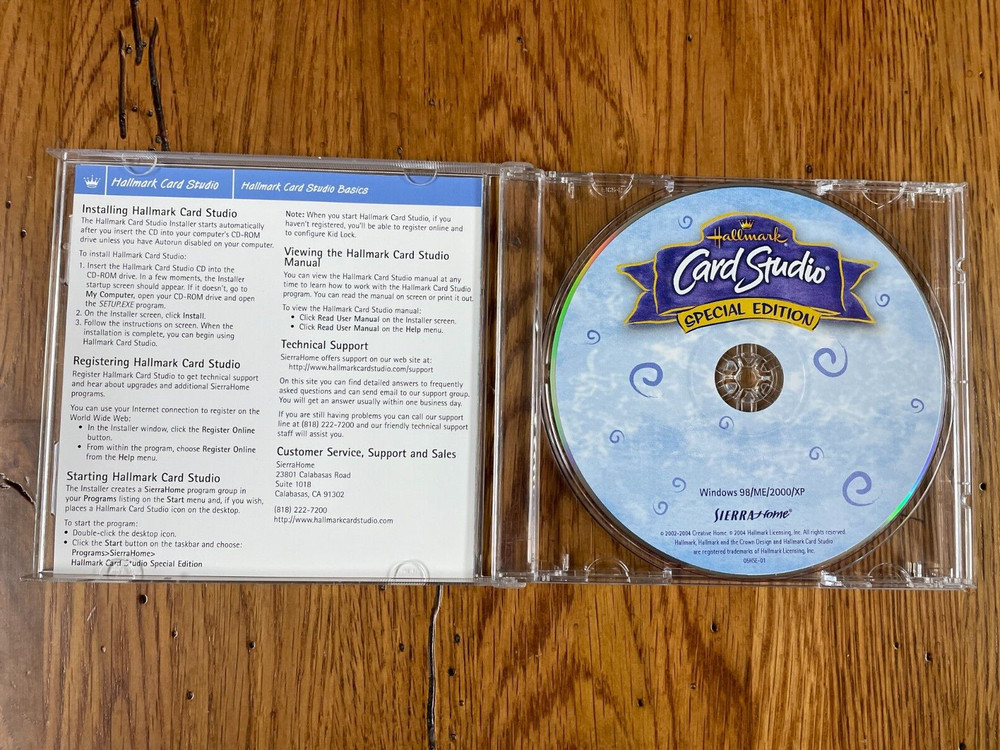 Hallmark Card Studio
Hallmark Card Studio Basics
Installing Hallmark Card Studio
The Hallmark Card Studio Installer starts automatically
after you insert the CD into your computer's CD-ROM
drive unless you have Autorun disabled on your computer.
To install Hallmark Card Studio:
1. Insert the Hallmark Card Studio CD into the
CD-ROM drive. In a few moments, the Installer
startup screen should appear. If it doesn't, go to
My Computer, open your CD-ROM drive and open
the SETUP.EXE program.
2. On the Installer screen, click Install.
3. Follow the instructions on screen. When the
installation is complete, you can begin using
Hallmark Card Studio.
Registering Hallmark Card Studio
Register Hallmark Card Studio to get technical support
and hear about upgrades and additional SierraHome
programs.
You can use your Internet connection to register on the
World Wide Web:
• In the Installer window, click the Register Online
button.
• From within the program, choose Register Online
from the Help menu.
Starting Hallmark Card Studio
The Installer creates a SierraHome program group in
your Programs listing on the Start menu and, if you wish,
places a Hallmark Card Studio icon on the desktop.
To start the program:
• Double-click the desktop icon.
• Click the Start button on the taskbar and choose:
Programs>SierraHome>
Hallmark Card Studio Special Edition
Note: When you start Hallmark Card Studio, if you
haven't registered, you'll be able to register online and
to configure Kid Lock.
Viewing the Hallmark Card Studio
Manual
You can view the Hallmark Card Studio manual at any
time to learn how to work with the Hallmark Card Studio
program. You can read the manual on screen or print it out.
To view the Hallmark Card Studio manual:
• Click Read User Manual on the Installer screen.
• Click Read User Manual on the Help menu.
Technical Support
SierraHome offers support on our web site at:
http://www.hallmarkcardstudio.com/support
On this site you can find detailed answers to frequently
asked questions and can send email to our support group.
You will get an answer usually within one business day.
If you are still having problems you can call our support
line at (818) 222-7200 and our friendly technical support
staff will assist you.
Customer Service, Support and Sales
SierraHome
23801 Calabasas Road
Suite 1018
Calabasas, CA 91302
(818) 222-7200
http://www.hallmarkcardstudio.com
Hallmark
Card Studio®
SPECIAL EDITION
Windows 98/ME/2000/XP
SIERRA Home®
© 2002-2004 Creative Home. © 2004 Hallmark Licensing, Inc. All rights reserved.
Hallmark, Hallmark and the Crown Design and Hallmark Card Studio
are registered trademarks of Hallmark Licensing, Inc.